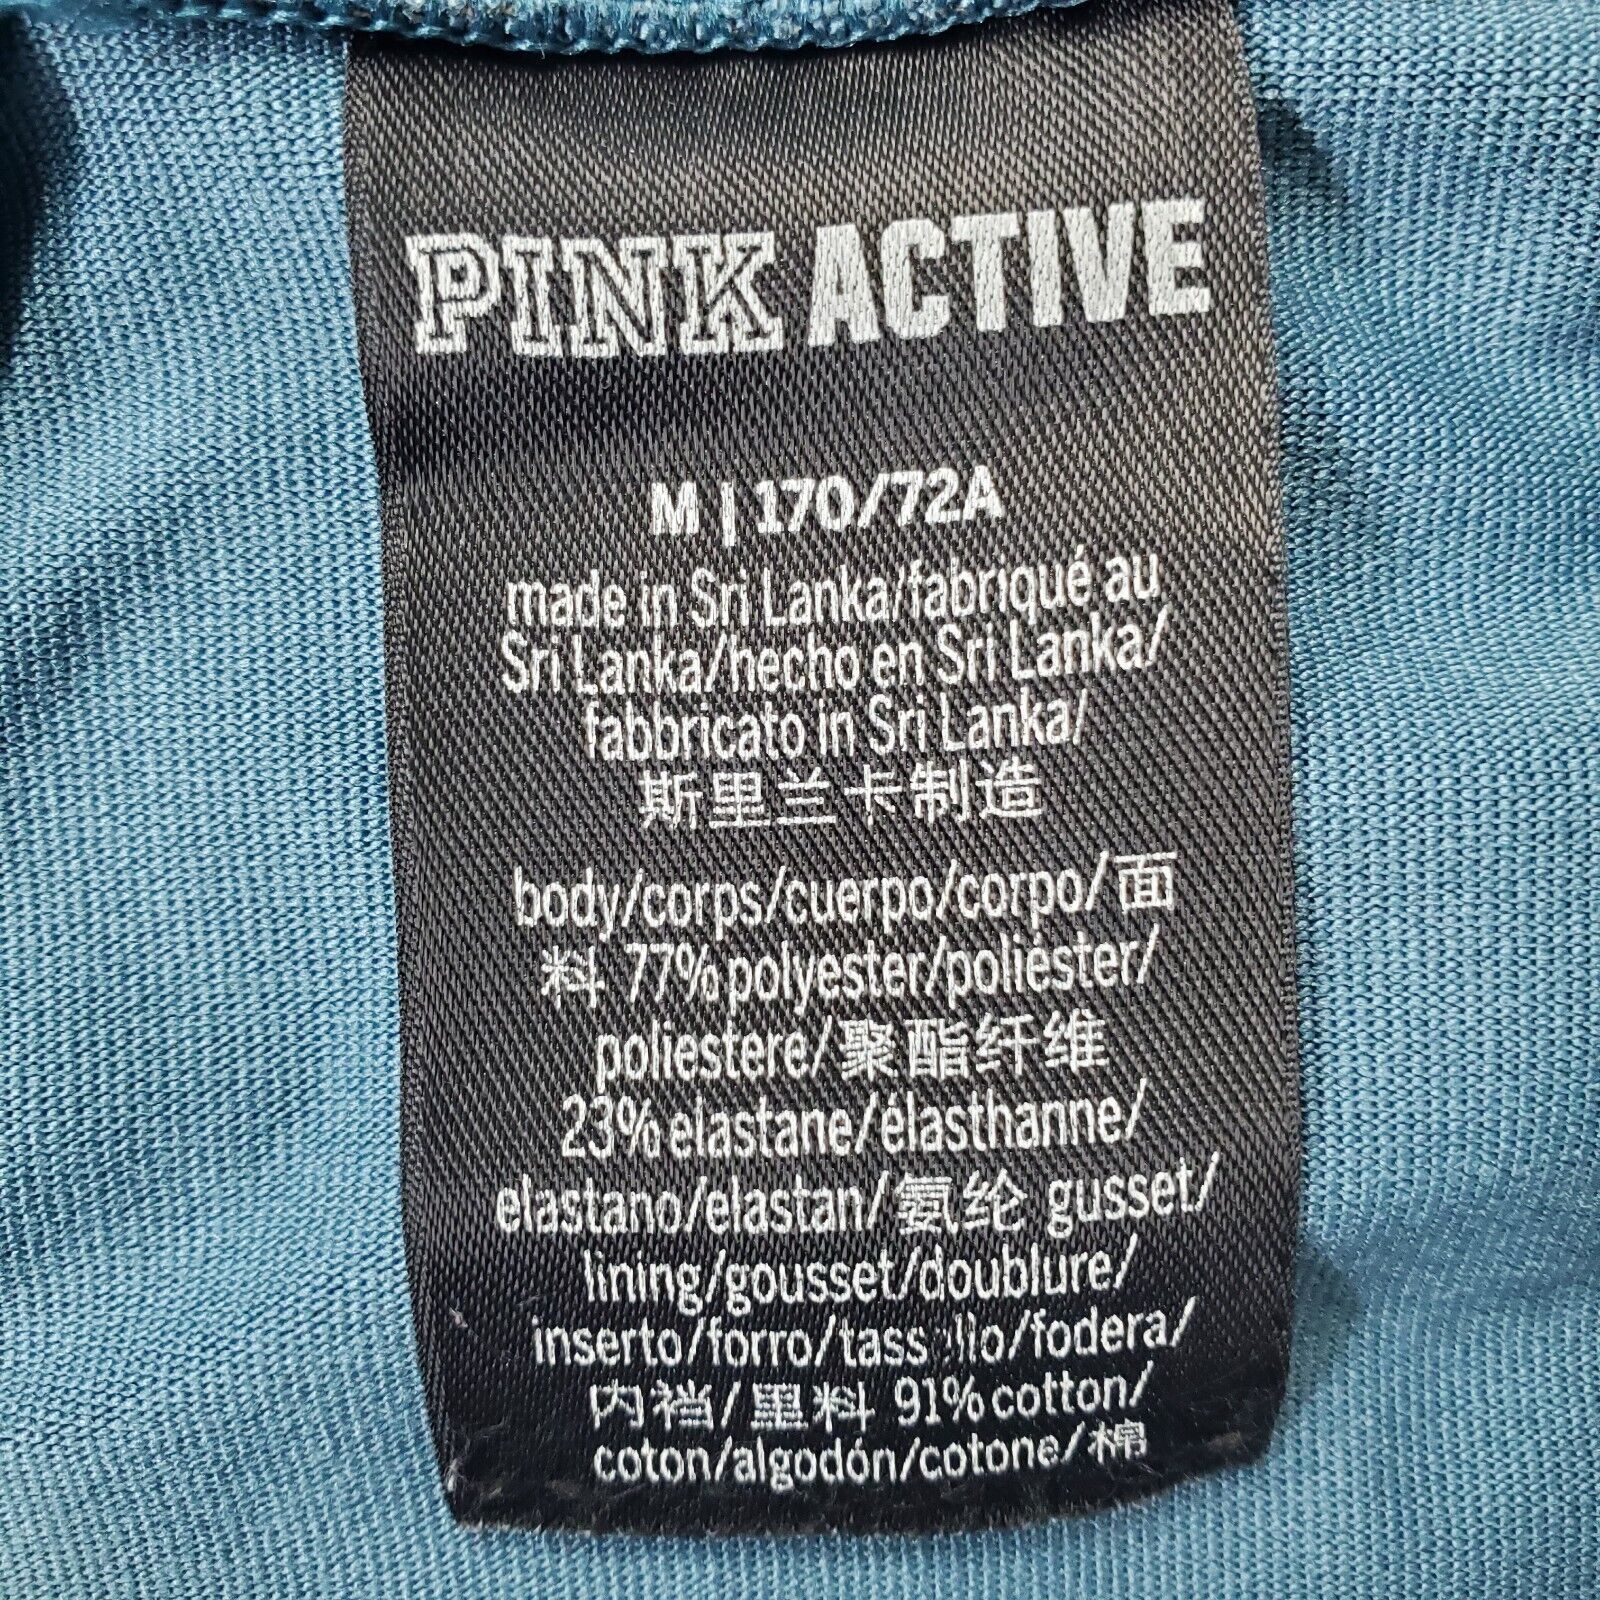 PINK ACTIVE
M | 170/72A
made in Sri Lanka/fabriqué au
Sri Lanka/hecho en Sri Lanka/
fabbricato in Sri Lanka/
斯里兰卡制造
body/corps/cuerpo/corpo/面
料 77% polyester/poliéster/
poliestere/聚酯纤维
23% elastane/élasthanne/
elastano/elastan/氨纶 gusset/
lining/gousset/doublure/
inserto/forro/tassello/fodera/
内裆/里料 91% cotton/
coton/algodón/cotone/棉